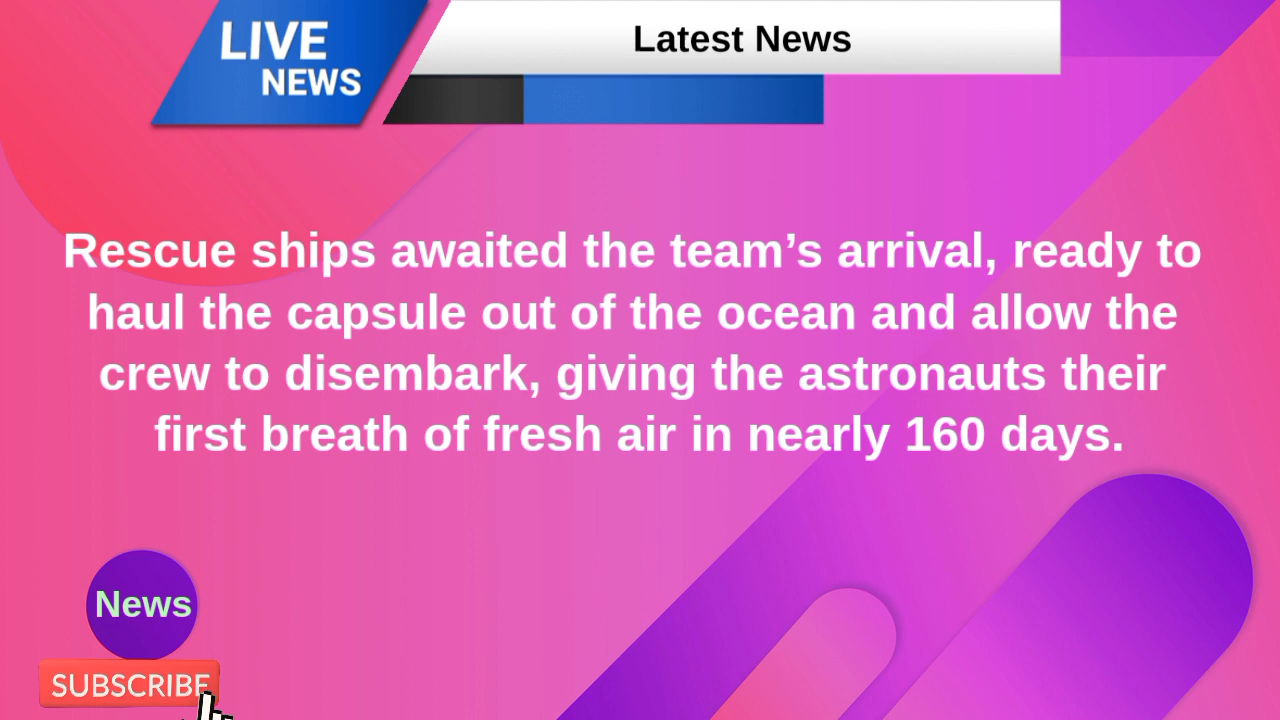 LIVE
NEWS
Latest News
Rescue ships awaited the team’s arrival, ready to
haul the capsule out of the ocean and allow the
crew to disembark, giving the astronauts their
first breath of fresh air in nearly 160 days.
News
SUBSCRIBE